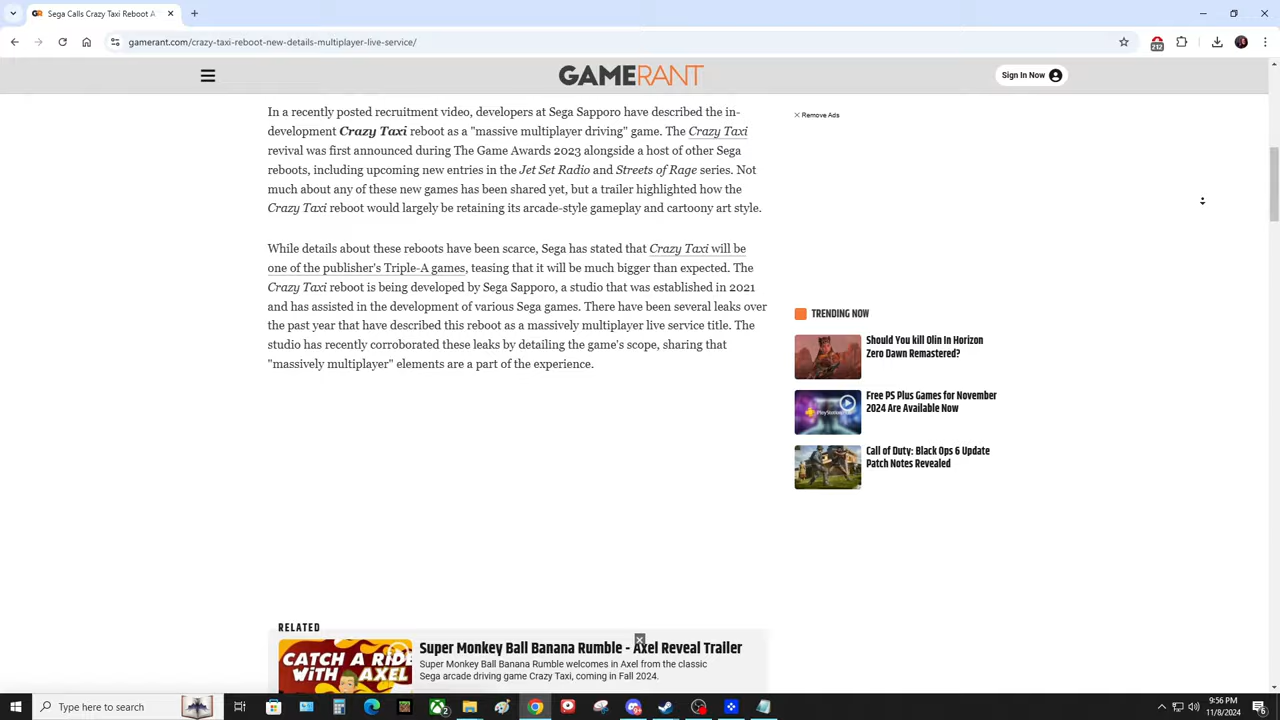 Sega Calls Crazy Taxi Reboot A
gamerant.com/crazy-taxi-reboot-new-details-multiplayer-live-service/
212
GAMERANT
Sign In Now
In a recently posted recruitment video, developers at Sega Sapporo have described the in-
development Crazy Taxi reboot as a "massive multiplayer driving" game. The Crazy Taxi
revival was first announced during The Game Awards 2023 alongside a host of other Sega
reboots, including upcoming new entries in the Jet Set Radio and Streets of Rage series. Not
much about any of these new games has been shared yet, but a trailer highlighted how the
Crazy Taxi reboot would largely be retaining its arcade-style gameplay and cartoony art style.
While details about these reboots have been scarce, Sega has stated that Crazy Taxi will be
one of the publisher's Triple-A games, teasing that it will be much bigger than expected. The
Crazy Taxi reboot is being developed by Sega Sapporo, a studio that was established in 2021
and has assisted in the development of various Sega games. There have been several leaks over
the past year that have described this reboot as a massively multiplayer live service title. The
studio has recently corroborated these leaks by detailing the game's scope, sharing that
"massively multiplayer" elements are a part of the experience.
Remove Ads
TRENDING NOW
Should You kill Olin In Horizon
Zero Dawn Remastered?
Free PS Plus Games for November
2024 Are Available Now
Call of Duty: Black Ops 6 Update
Patch Notes Revealed
RELATED
CATCH A RIDE
WITH AXEL
Super Monkey Ball Banana Rumble - Axel Reveal Trailer
Super Monkey Ball Banana Rumble welcomes in Axel from the classic
Sega arcade driving game Crazy Taxi, coming in Fall 2024.
Type here to search
9:56 PM
11/8/2024